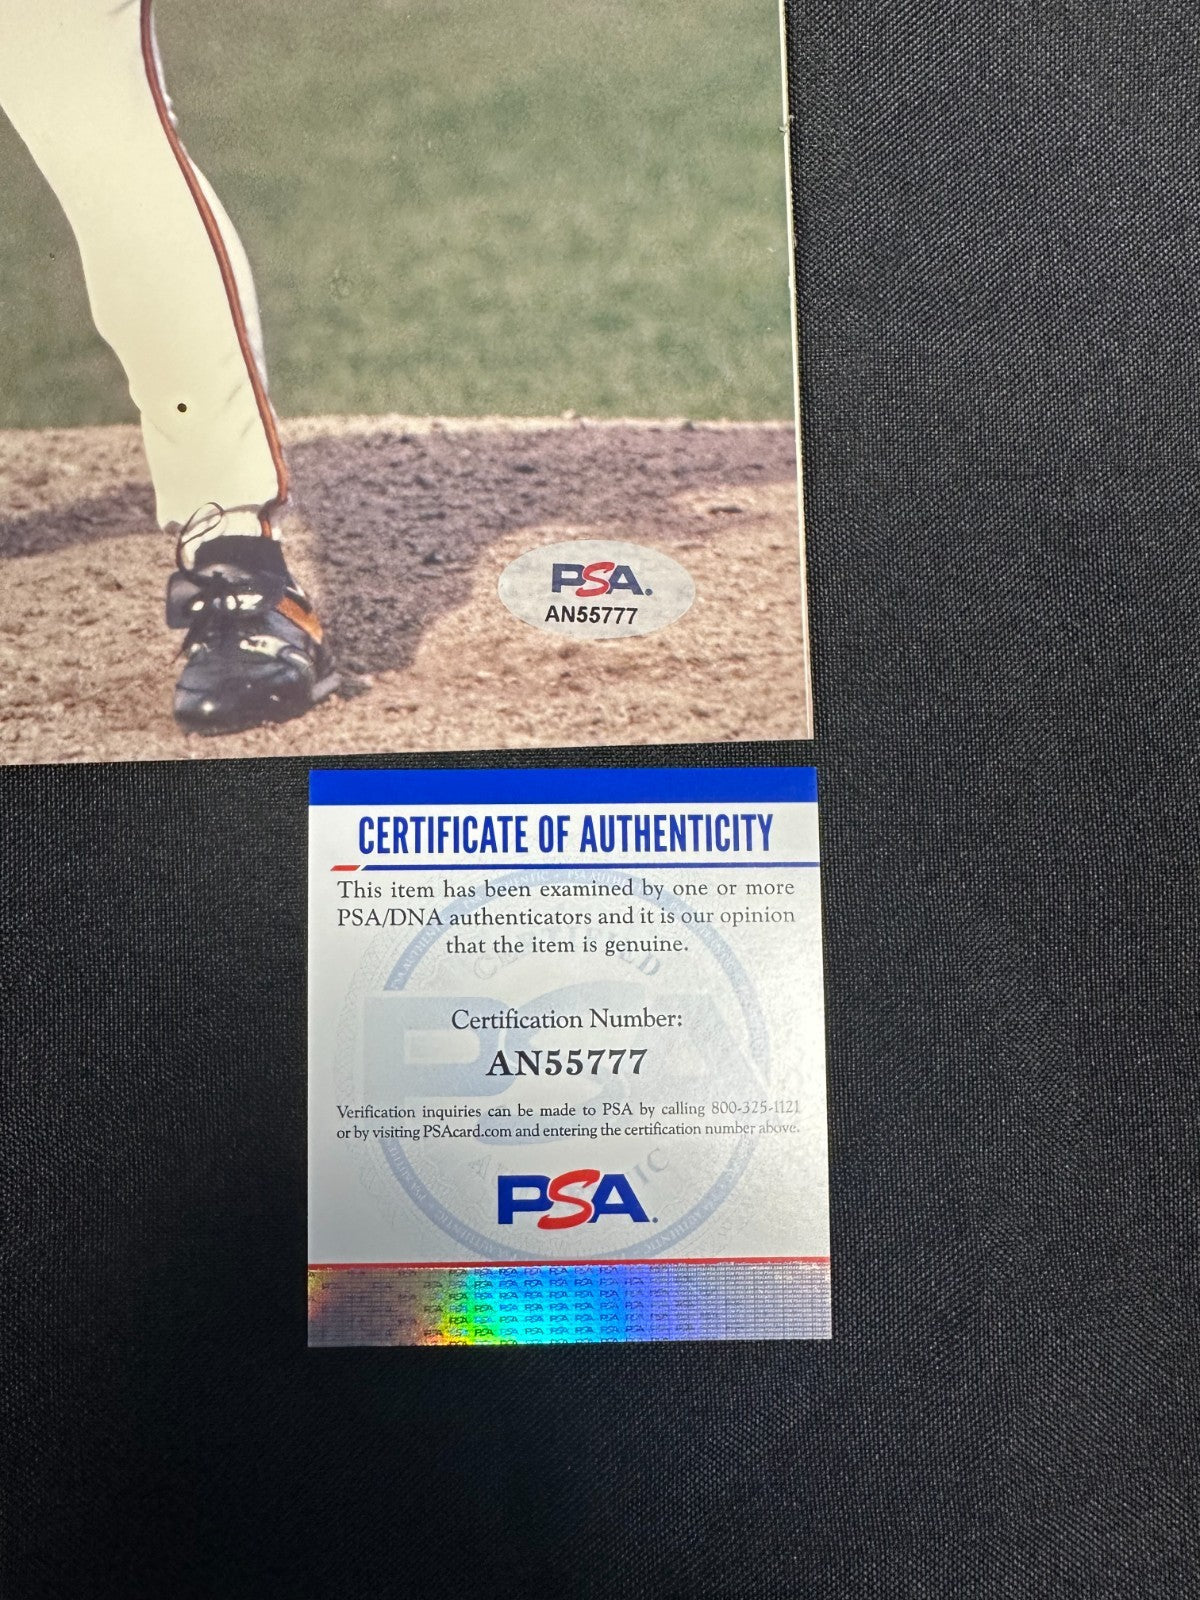 PSA.
AN55777
CERTIFICATE OF AUTHENTICITY
This item has been examined by one or more
PSA/DNA authenticators and it is our opinion
that the item is genuine.
Certification Number:
AN55777
Verification inquiries can be made to PSA by calling 800-325-1121
or by visiting PSAcard.com and entering the certification number above.
PSA.